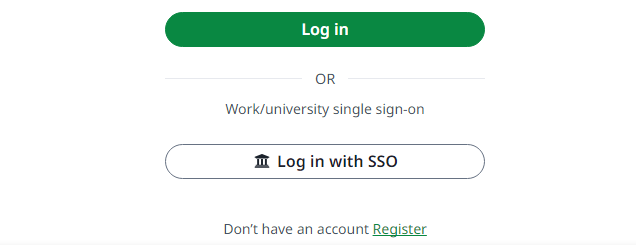 Log in
OR
Work/university single sign-on
Log in with SSO
Don't have an account Register